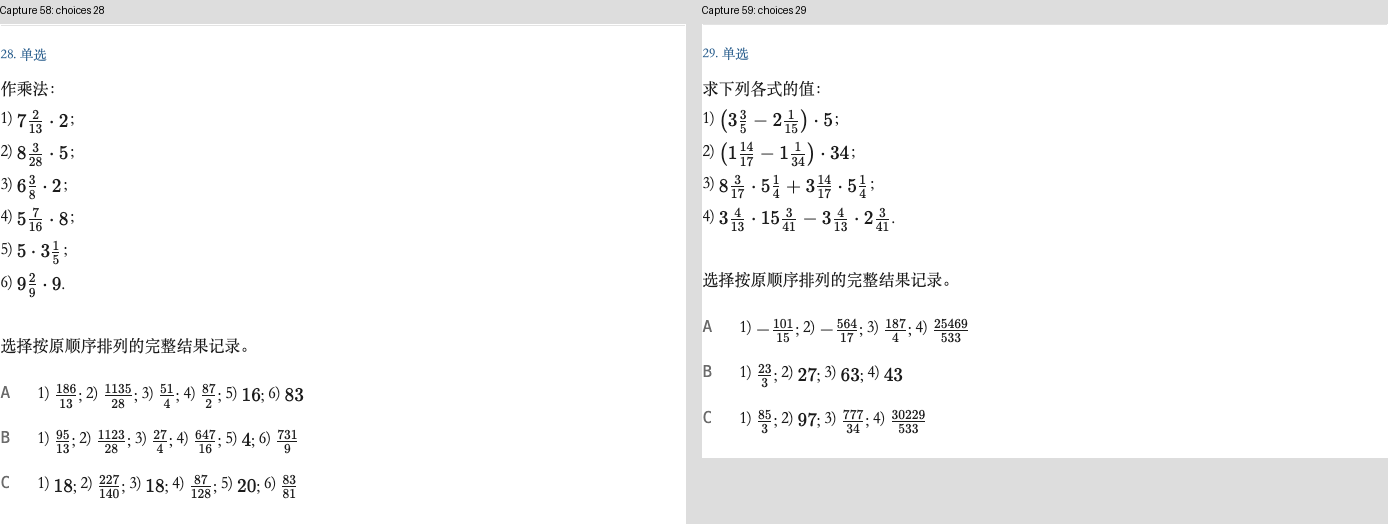 Capture 58: choices 28
28. 单选
作乘法:
1) 7 2/13 · 2;
2) 8 3/28 · 5;
3) 6 3/8 · 2;
4) 5 7/16 · 8;
5) 5 · 3 1/5;
6) 9 2/9 · 9.
选择按原顺序排列的完整结果记录。
A 1) 186/13; 2) 1135/28; 3) 51/4; 4) 87/2; 5) 16; 6) 83
B 1) 95/13; 2) 1123/28; 3) 27/4; 4) 647/16; 5) 4; 6) 731/9
C 1) 18; 2) 227/140; 3) 18; 4) 87/128; 5) 20; 6) 83/81
Capture 59: choices 29
29. 单选
求下列各式的值:
1) (3 3/5 − 2 1/15) · 5;
2) (1 14/17 − 1 1/34) · 34;
3) 8 3/17 · 5 1/4 + 3 14/17 · 5 1/4;
4) 3 4/13 · 15 3/41 − 3 4/13 · 2 3/41.
选择按原顺序排列的完整结果记录。
A 1) −101/15; 2) −564/17; 3) 187/4; 4) 25469/533
B 1) 23/3; 2) 27; 3) 63; 4) 43
C 1) 85/3; 2) 97; 3) 777/34; 4) 30229/533